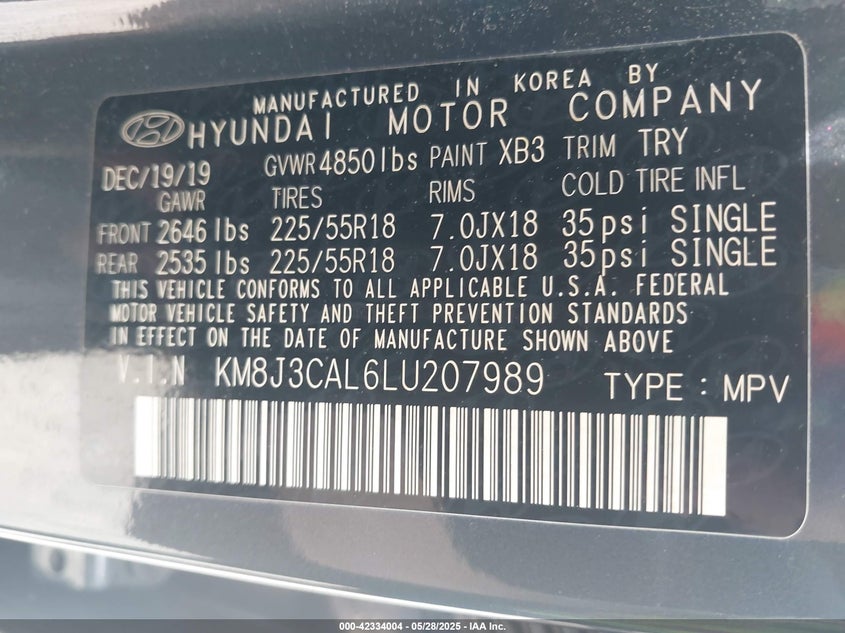 MANUFACTURED IN KOREA BY
HYUNDAI MOTOR COMPANY
DEC/19/19 GVWR 4850 lbs PAINT XB3 TRIM TRY
GAWR TIRES RIMS COLD TIRE INFL
FRONT 2646 lbs 225/55R18 7.0JX18 35psi SINGLE
REAR 2535 lbs 225/55R18 7.0JX18 35psi SINGLE
THIS VEHICLE CONFORMS TO ALL APPLICABLE U.S.A. FEDERAL
MOTOR VEHICLE SAFETY AND THEFT PREVENTION STANDARDS
IN EFFECT ON THE DATE OF MANUFACTURE SHOWN ABOVE
V.I.N KM8J3CAL6LU207989 TYPE : MPV
000-42334004 - 05/28/2025 - IAA Inc.